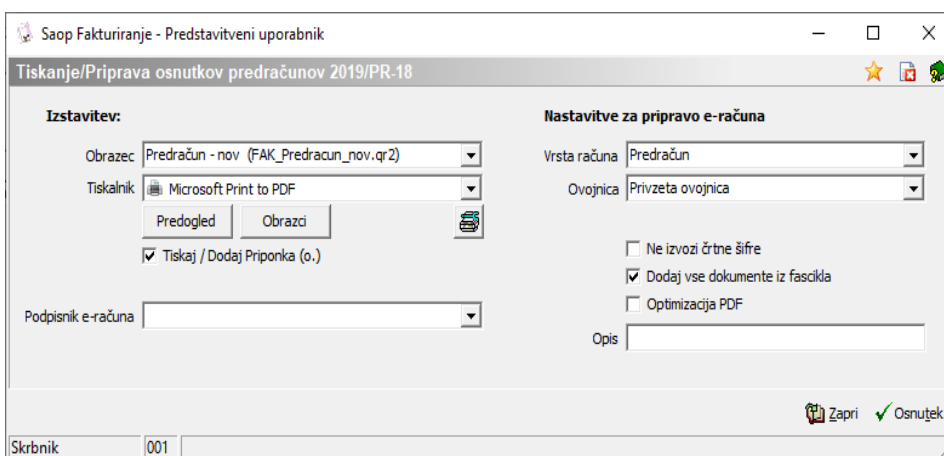 Saop Fakturiranje - Predstavitveni uporabnik
Tiskanje/Priprava osnutkov predračunov 2019/PR-18
Izstavitev:
Obrazec Predračun - nov (FAK_Predracun_nov.qr2)
Tiskalnik Microsoft Print to PDF
Predogled Obrazci
Tiskaj / Dodaj Priponka (o.)
Podpisnik e-računa
Nastavitve za pripravo e-računa
Vrsta računa Predračun
Ovojnica Privzeta ovojnica
Ne izvozi črtne šifre
Dodaj vse dokumente iz fascikla
Optimizacija PDF
Opis
Zapri Osnutek
Skrbnik 001